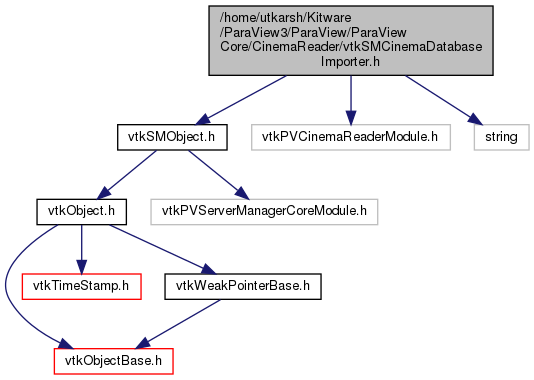 /home/utkarsh/Kitware
/ParaView3/ParaView/ParaView
Core/CinemaReader/vtkSMCinemaDatabase
Importer.h
vtkSMObject.h
vtkPVCinemaReaderModule.h
string
vtkObject.h
vtkPVServerManagerCoreModule.h
vtkTimeStamp.h
vtkWeakPointerBase.h
vtkObjectBase.h